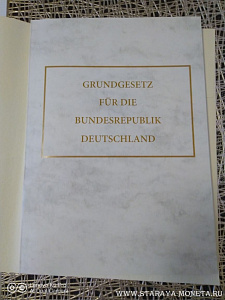 GRUNDGESETZ
FÜR DIE
BUNDESREPUBLIK
DEUTSCHLAND
WWW.STARAYA-MONETA.RU